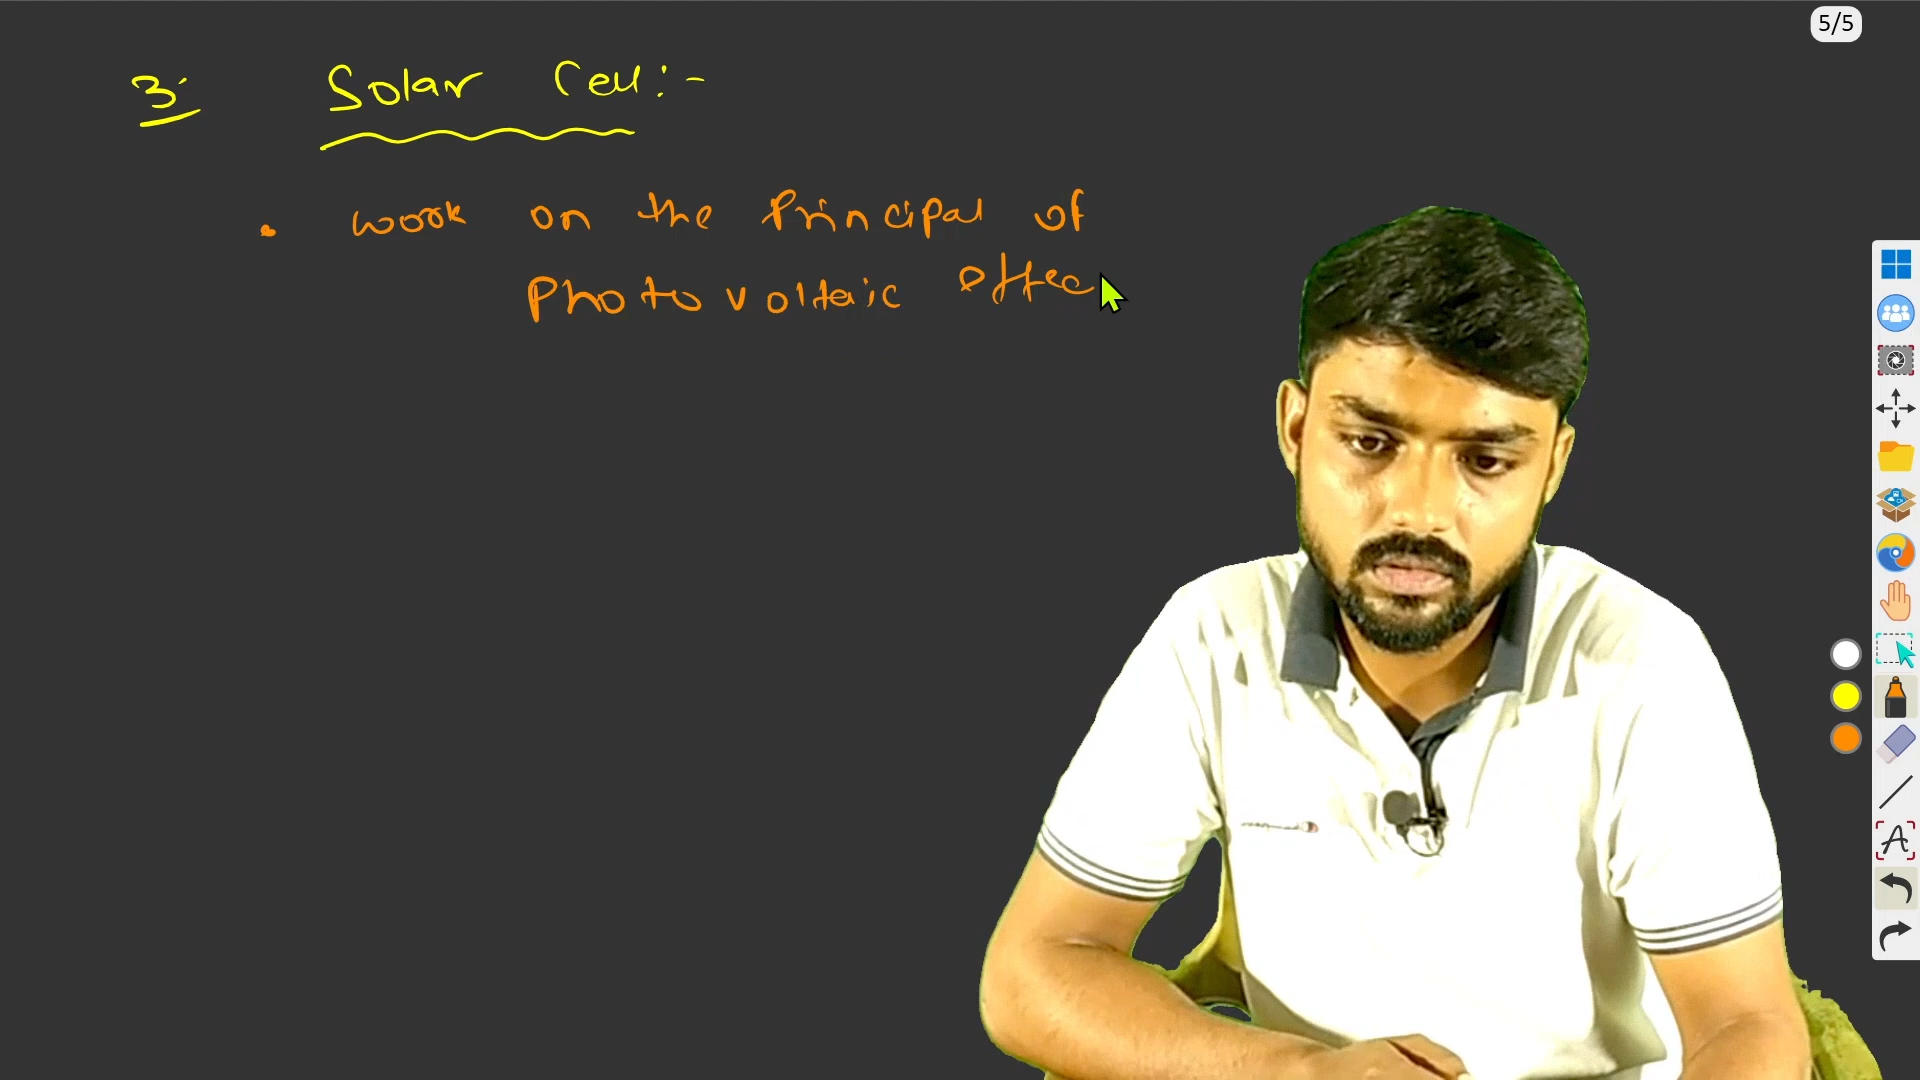 5/5
3. Solar Cell:-
• work on the Principal of
Photovoltaic effec